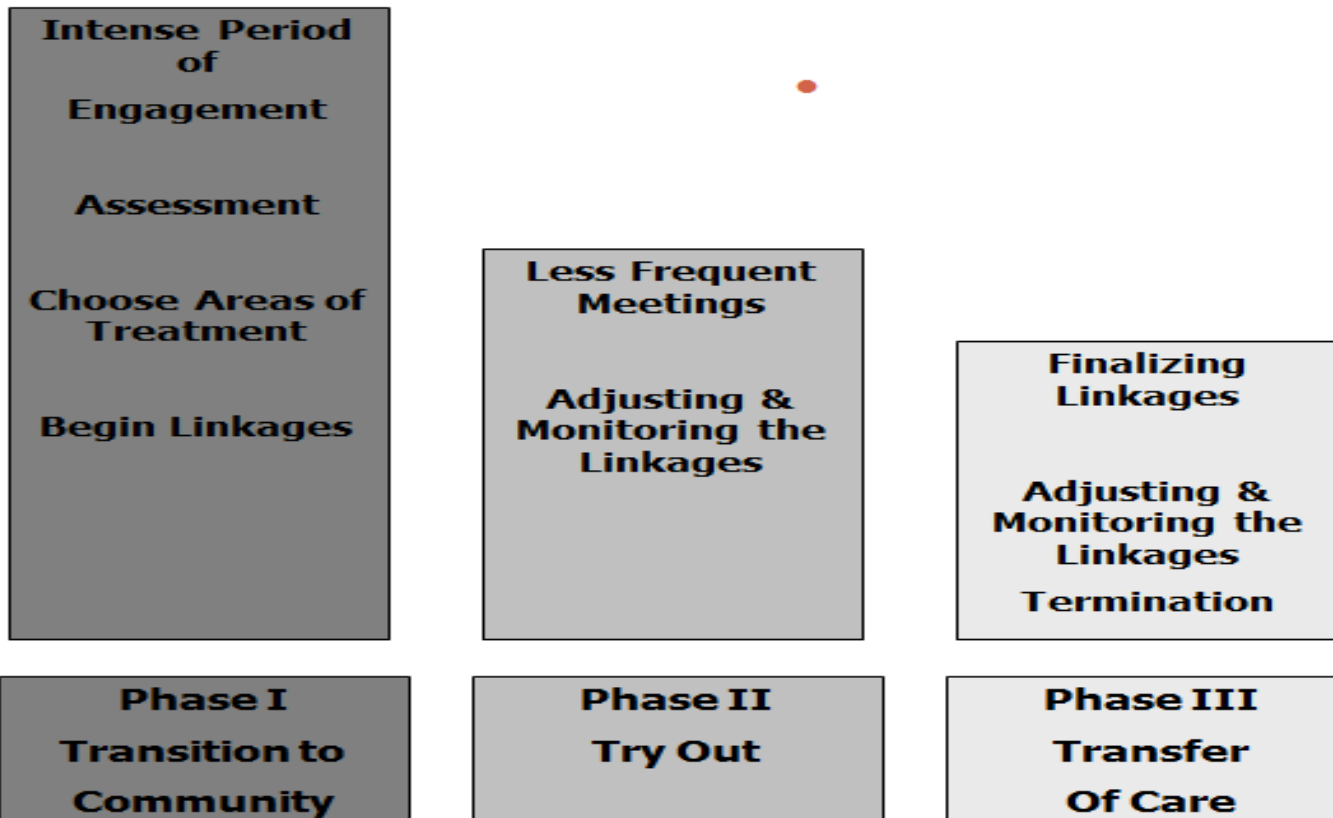 Intense Period
of
Engagement
Assessment
Choose Areas of
Treatment
Begin Linkages
Less Frequent
Meetings
Adjusting &
Monitoring the
Linkages
Finalizing
Linkages
Adjusting &
Monitoring the
Linkages
Termination
Phase I
Transition to
Community
Phase II
Try Out
Phase III
Transfer
Of Care